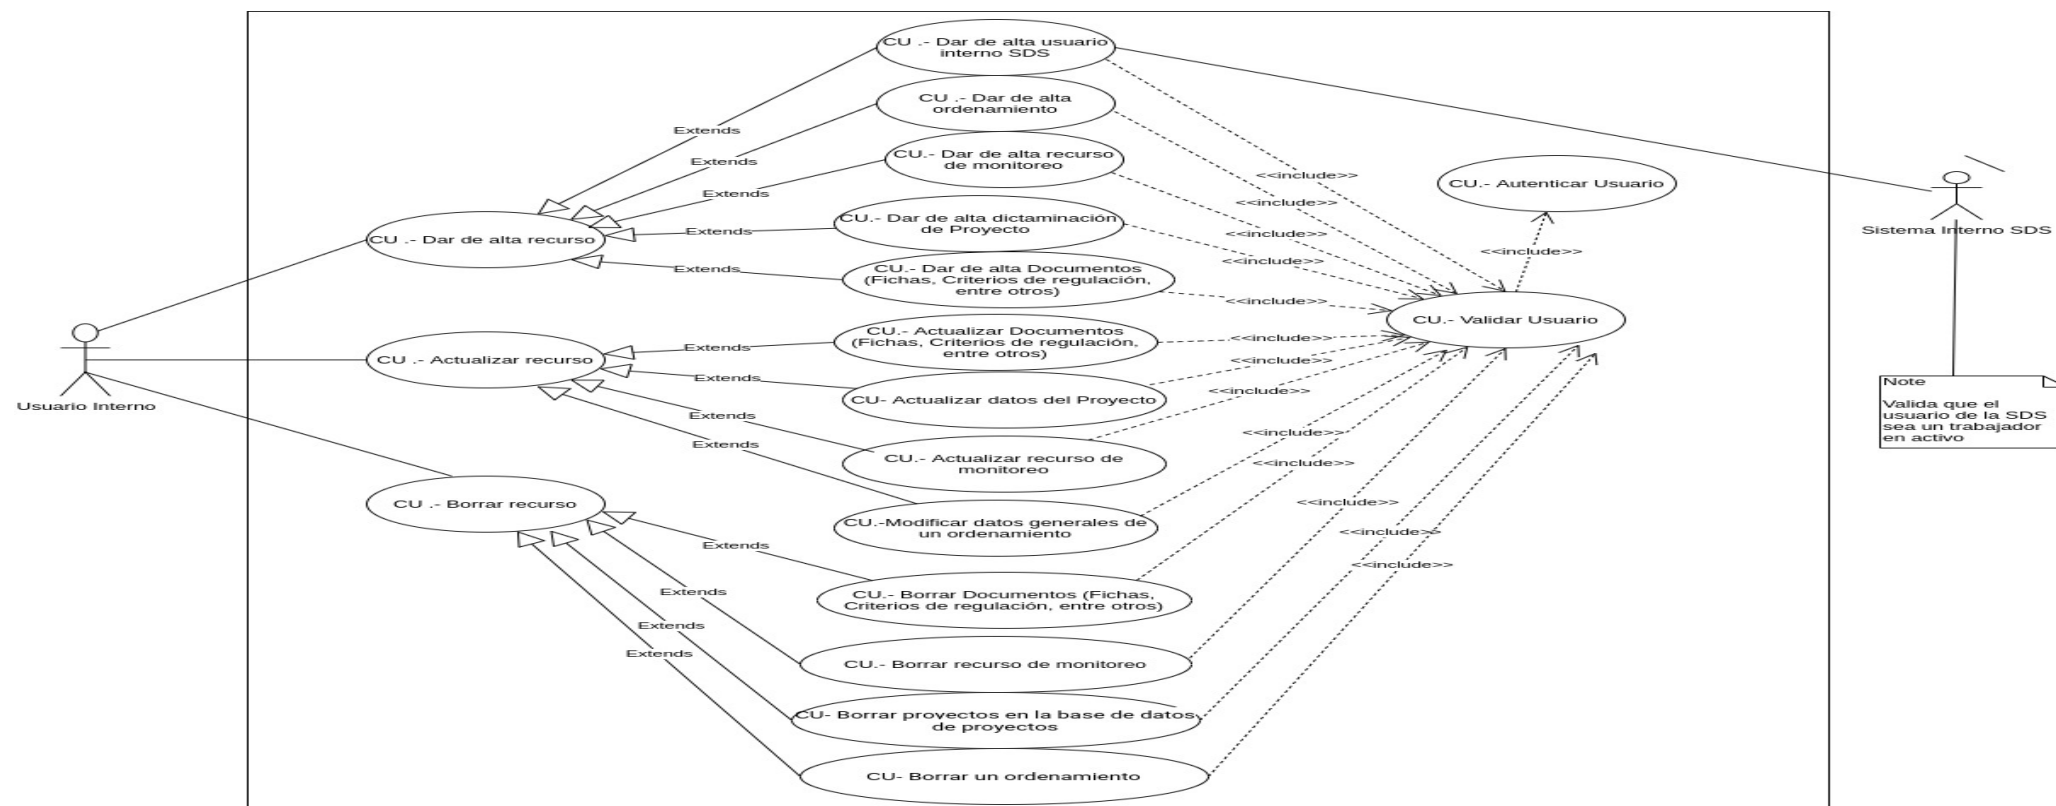 CU .- Dar de alta usuario
interno SDS
CU .- Dar de alta
ordenamiento
Extends
CU.- Dar de alta recurso
de monitoreo
Extends
<<include>>
CU.- Autenticar Usuario
Extends
<<include>>
CU.- Dar de alta dictaminación
de Proyecto
Sistema Interno SDS
CU .- Dar de alta recurso
Extends
<<include>>
<<include>>
<<include>>
Extends
CU.- Dar de alta Documentos
(Fichas, Criterios de regulación,
entre otros)
<<include>>
CU.- Validar Usuario
CU.- Actualizar Documentos
(Fichas, Criterios de regulación,
entre otros)
<<include>>
Extends
CU .- Actualizar recurso
<<include>>
Extends
<<include>>
CU- Actualizar datos del Proyecto
Usuario Interno
Note
Valida que el
usuario de la SDS
sea un trabajador
en activo
Extends
<<include>>
Extends
CU.- Actualizar recurso de
monitoreo
<<include>>
CU .- Borrar recurso
<<include>>
CU.-Modificar datos generales de
un ordenamiento
<<include>>
Extends
<<include>>
Extends
CU.- Borrar Documentos (Fichas,
Criterios de regulación, entre otros)
Extends
Extends
CU.- Borrar recurso de monitoreo
CU- Borrar proyectos en la base de datos
de proyectos
CU- Borrar un ordenamiento